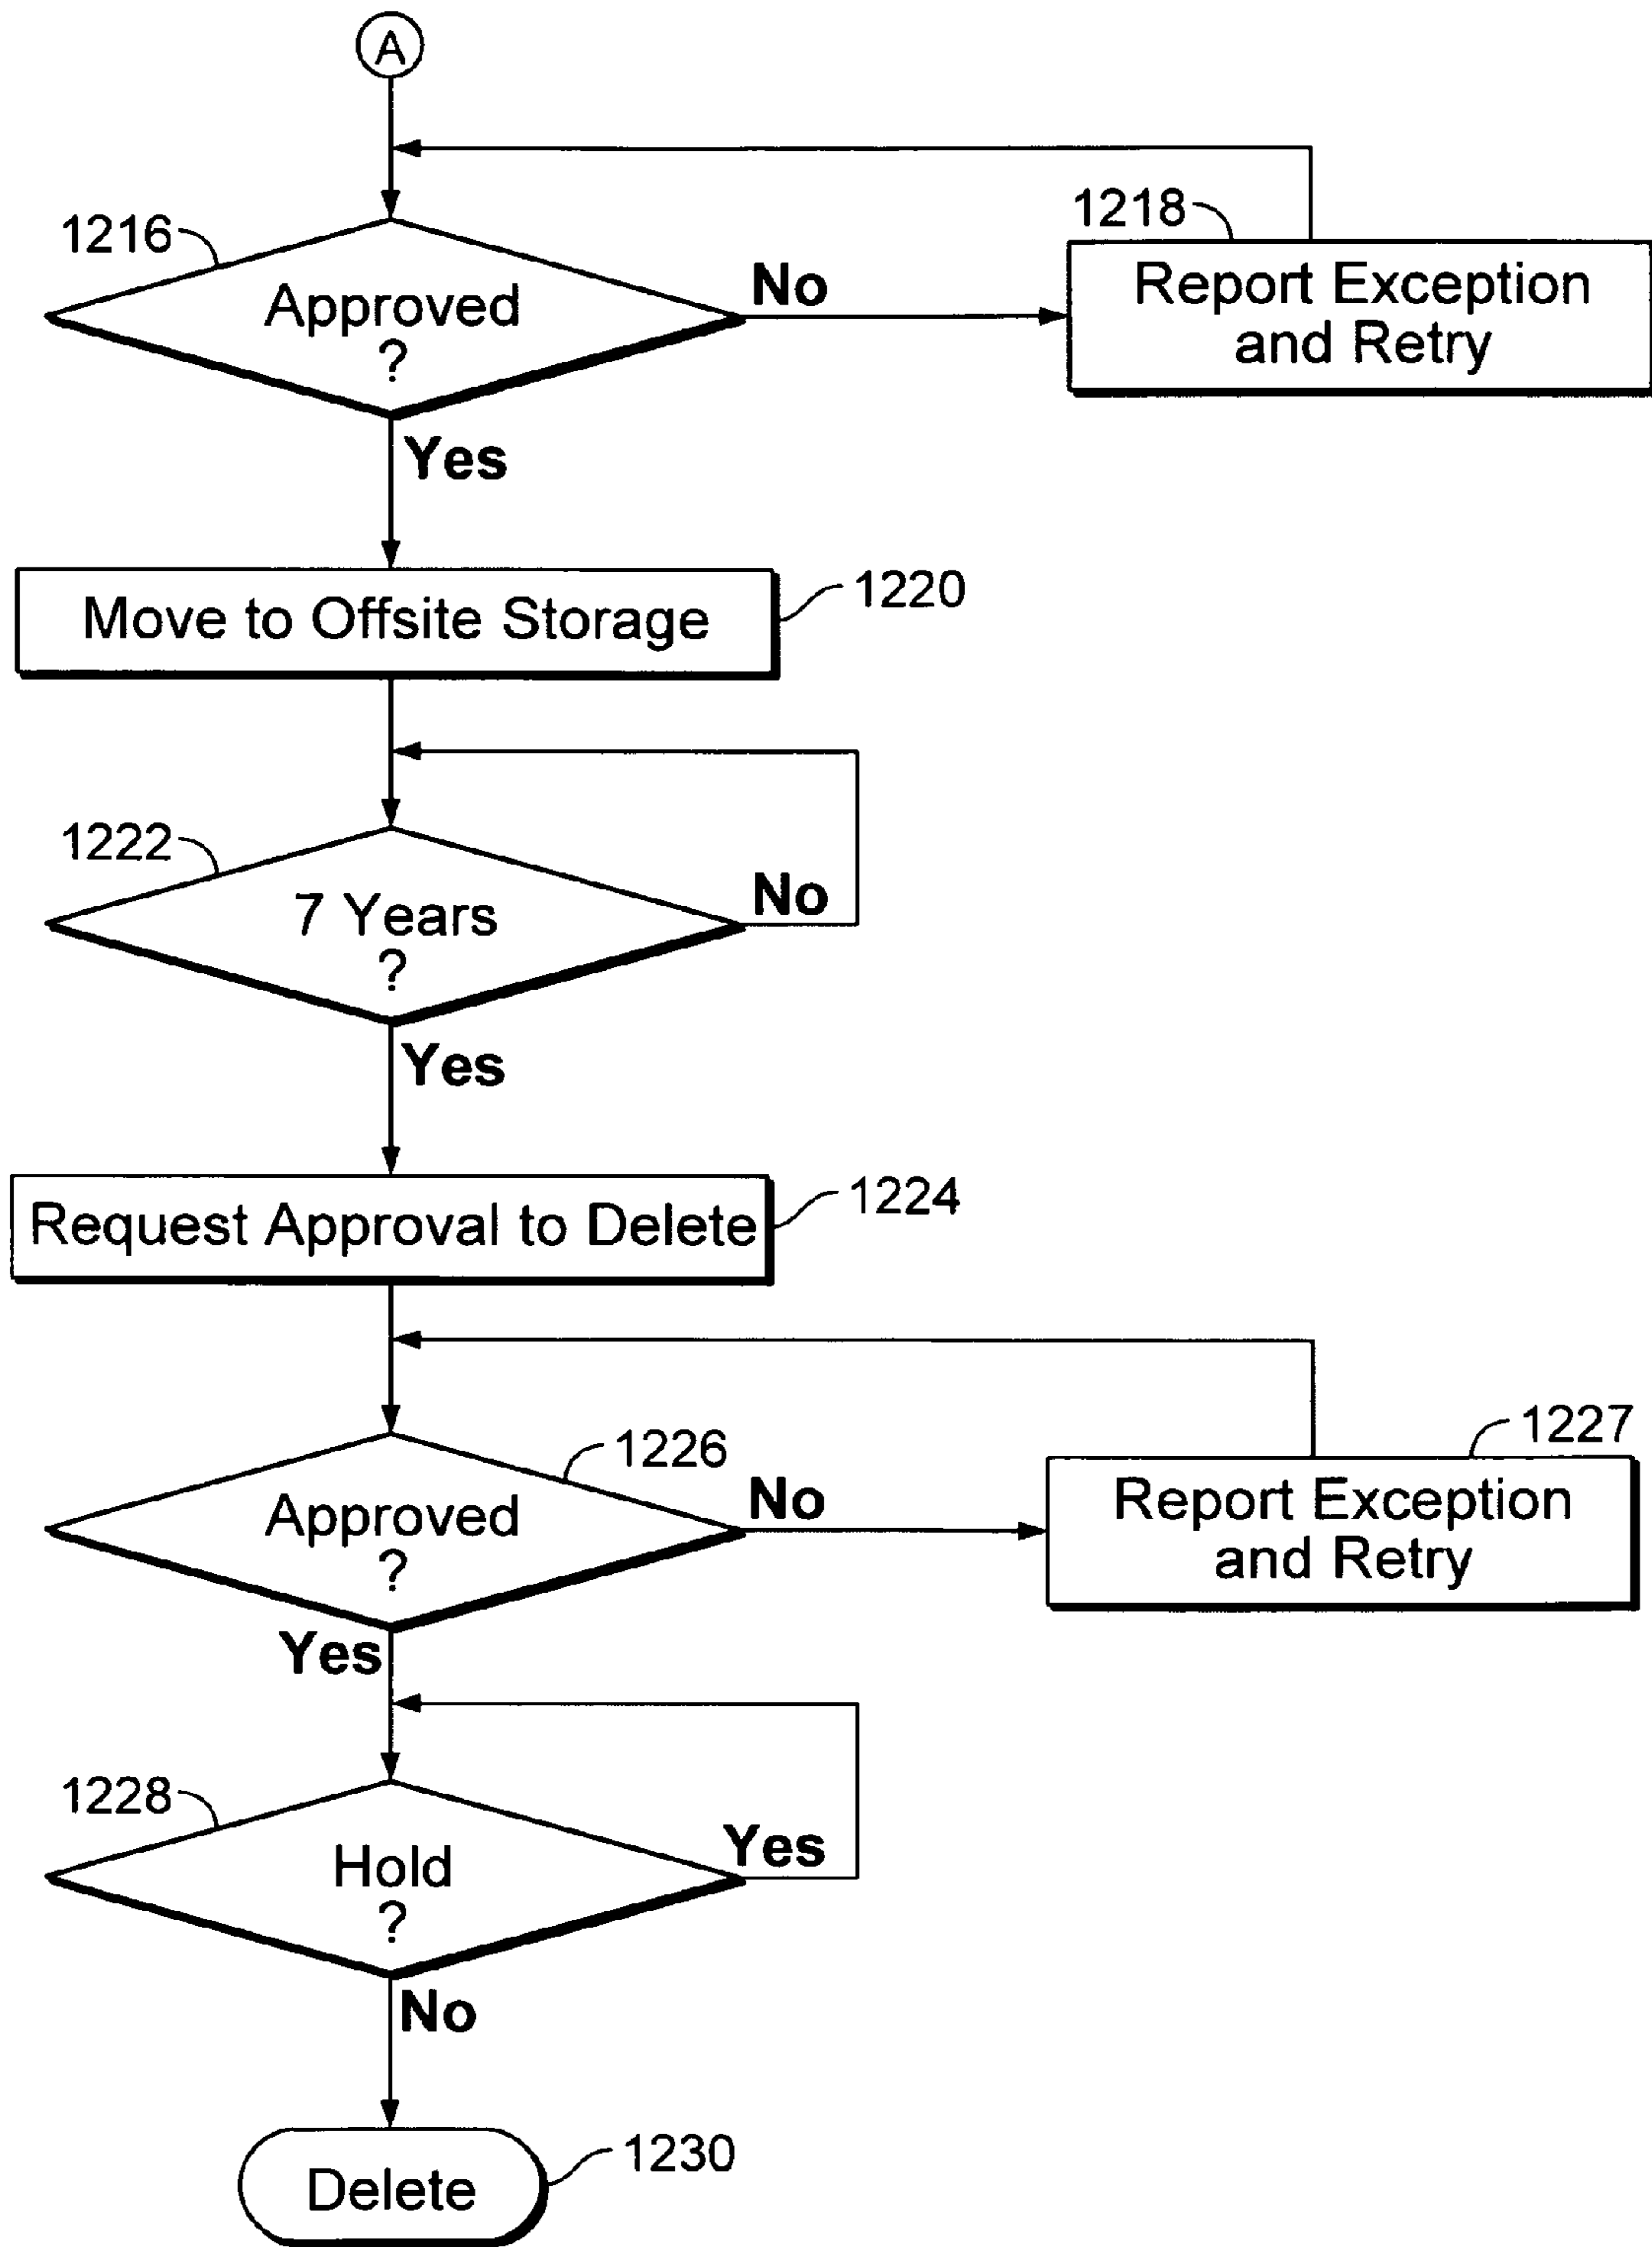 A
1216
Approved
?
No
1218
Report Exception
and Retry
Yes
Move to Offsite Storage
1220
1222
7 Years
?
No
Yes
Request Approval to Delete
1224
1226
Approved
?
No
1227
Report Exception
and Retry
Yes
1228
Hold
?
Yes
No
Delete
1230